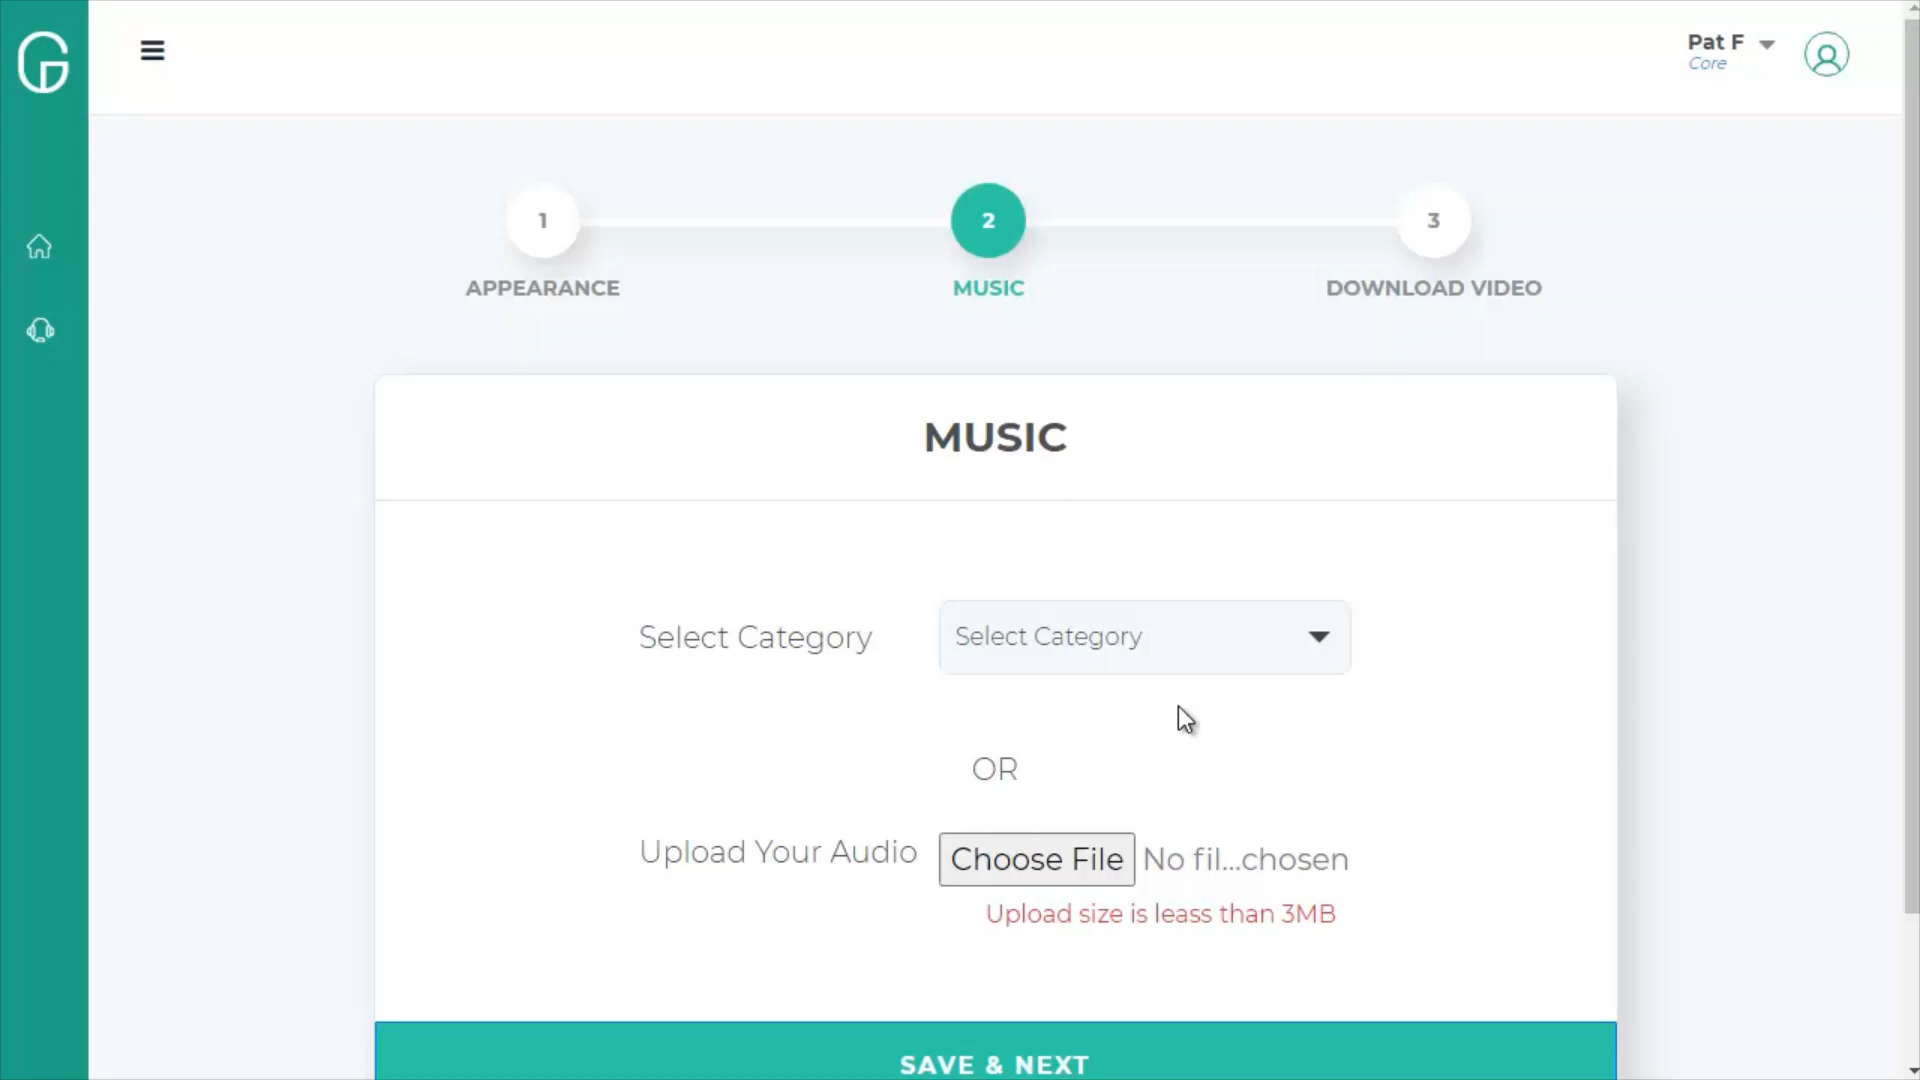 Pat F
Core
1
2
3
APPEARANCE
MUSIC
DOWNLOAD VIDEO
MUSIC
Select Category
Select Category
OR
Upload Your Audio
Choose File
No fil...chosen
Upload size is leass than 3MB
SAVE & NEXT